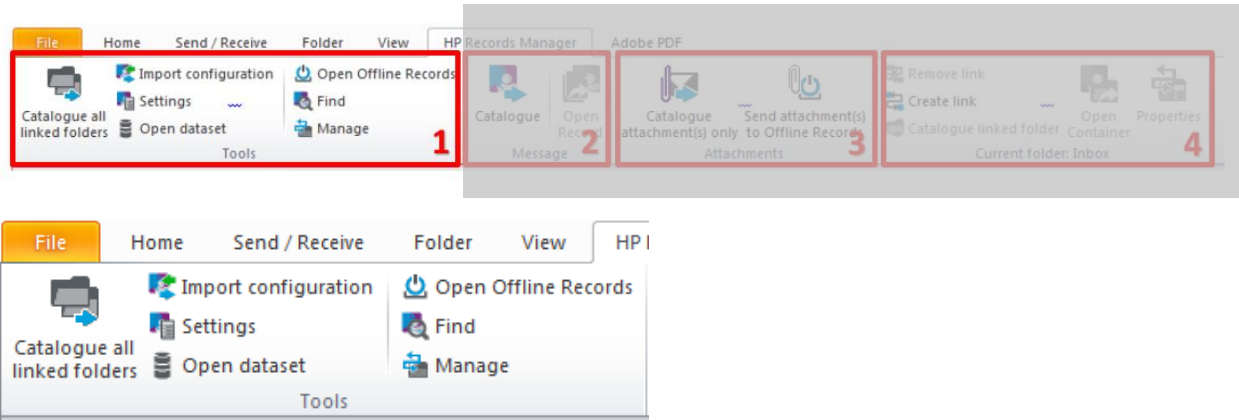 File Home Send / Receive Folder View HP Records Manager Adobe PDF
Catalogue all
linked folders
Import configuration
Settings
Open dataset
Open Offline Records
Find
Manage
Tools
1
Catalogue
Open
Record
Message
2
Catalogue
attachment(s) only
Send attachment(s)
to Offline Records
Attachments
3
Remove link
Create link
Catalogue linked folder
Open
Container
Properties
Current folder: Inbox
4
File Home Send / Receive Folder View HP
Catalogue all
linked folders
Import configuration
Settings
Open dataset
Open Offline Records
Find
Manage
Tools